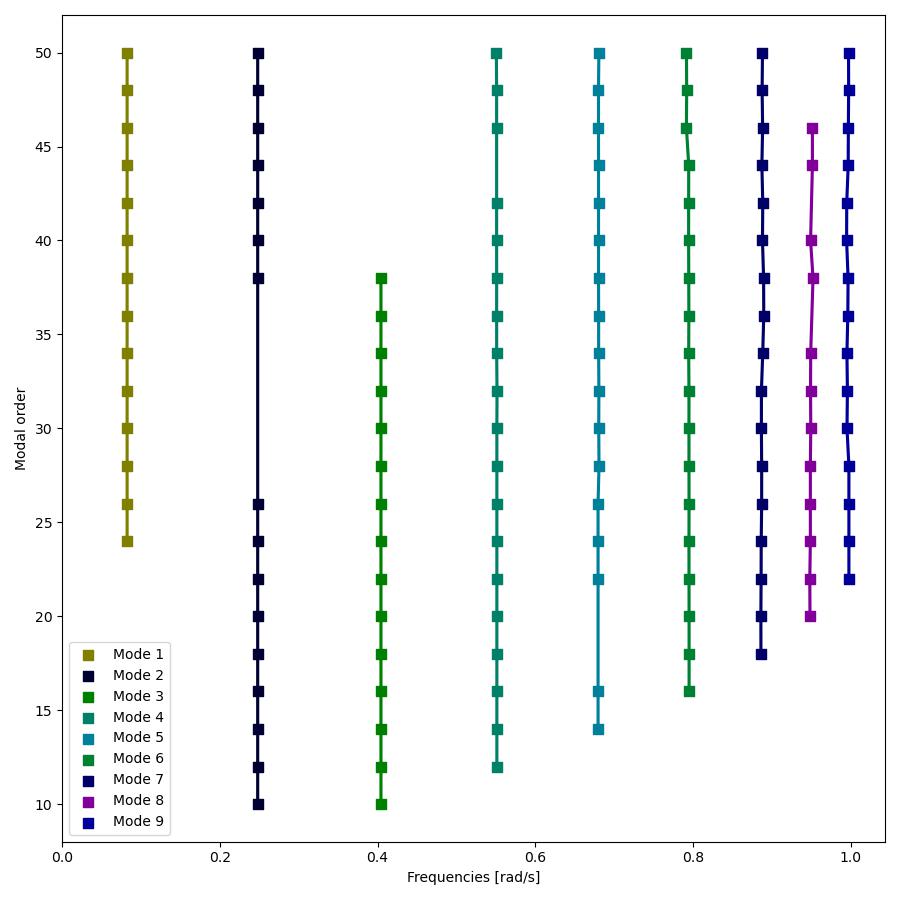 50
45
40
35
30
25
20
15
10
Modal order
Mode 1
Mode 2
Mode 3
Mode 4
Mode 5
Mode 6
Mode 7
Mode 8
Mode 9
0.0 0.2 0.4 0.6 0.8 1.0
Frequencies [rad/s]